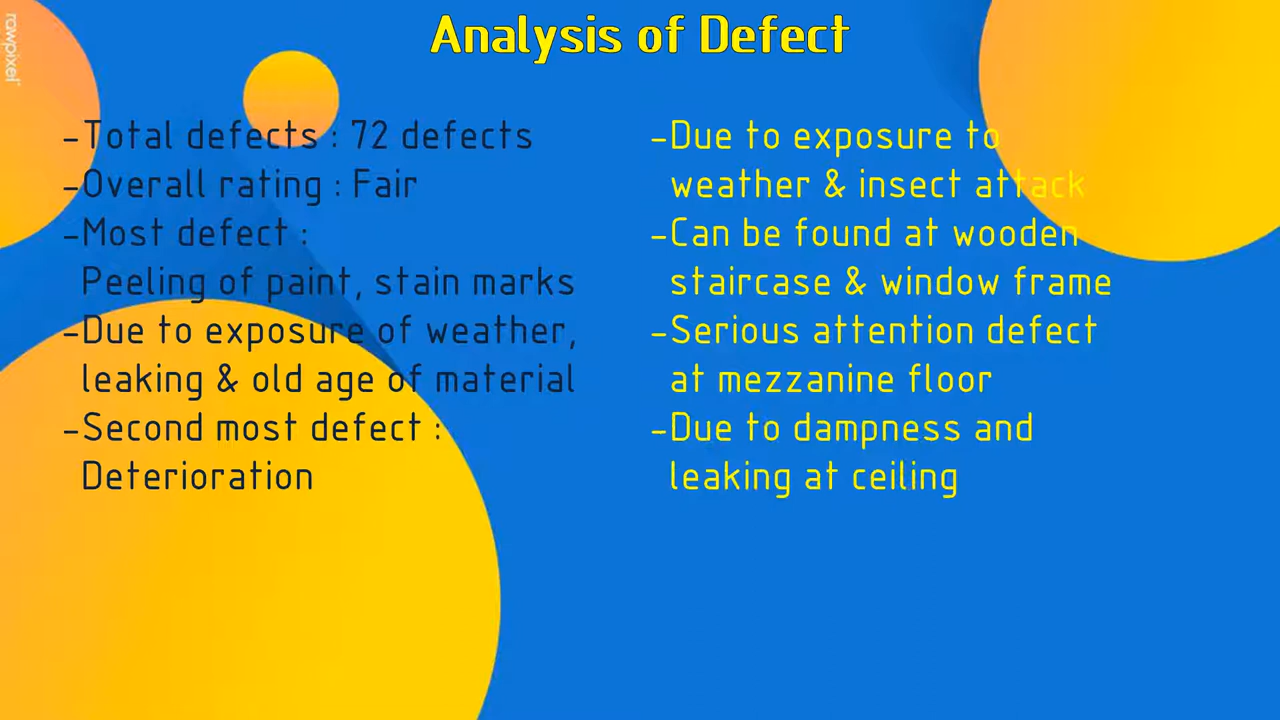 Analysis of Defect
-Total defects : 72 defects
-Overall rating : Fair
-Most defect :
Peeling of paint, stain marks
-Due to exposure of weather,
leaking & old age of material
-Second most defect :
Deterioration
-Due to exposure to
weather & insect attack
-Can be found at wooden
staircase & window frame
-Serious attention defect
at mezzanine floor
-Due to dampness and
leaking at ceiling
rawpixel